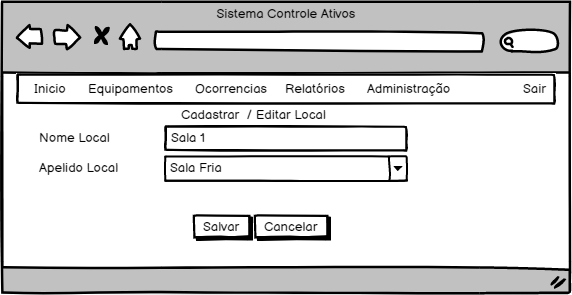 Sistema Controle Ativos
Inicio Equipamentos Ocorrencias Relatórios Administração Sair
Cadastrar / Editar Local
Nome Local Sala 1
Apelido Local Sala Fria
Salvar Cancelar